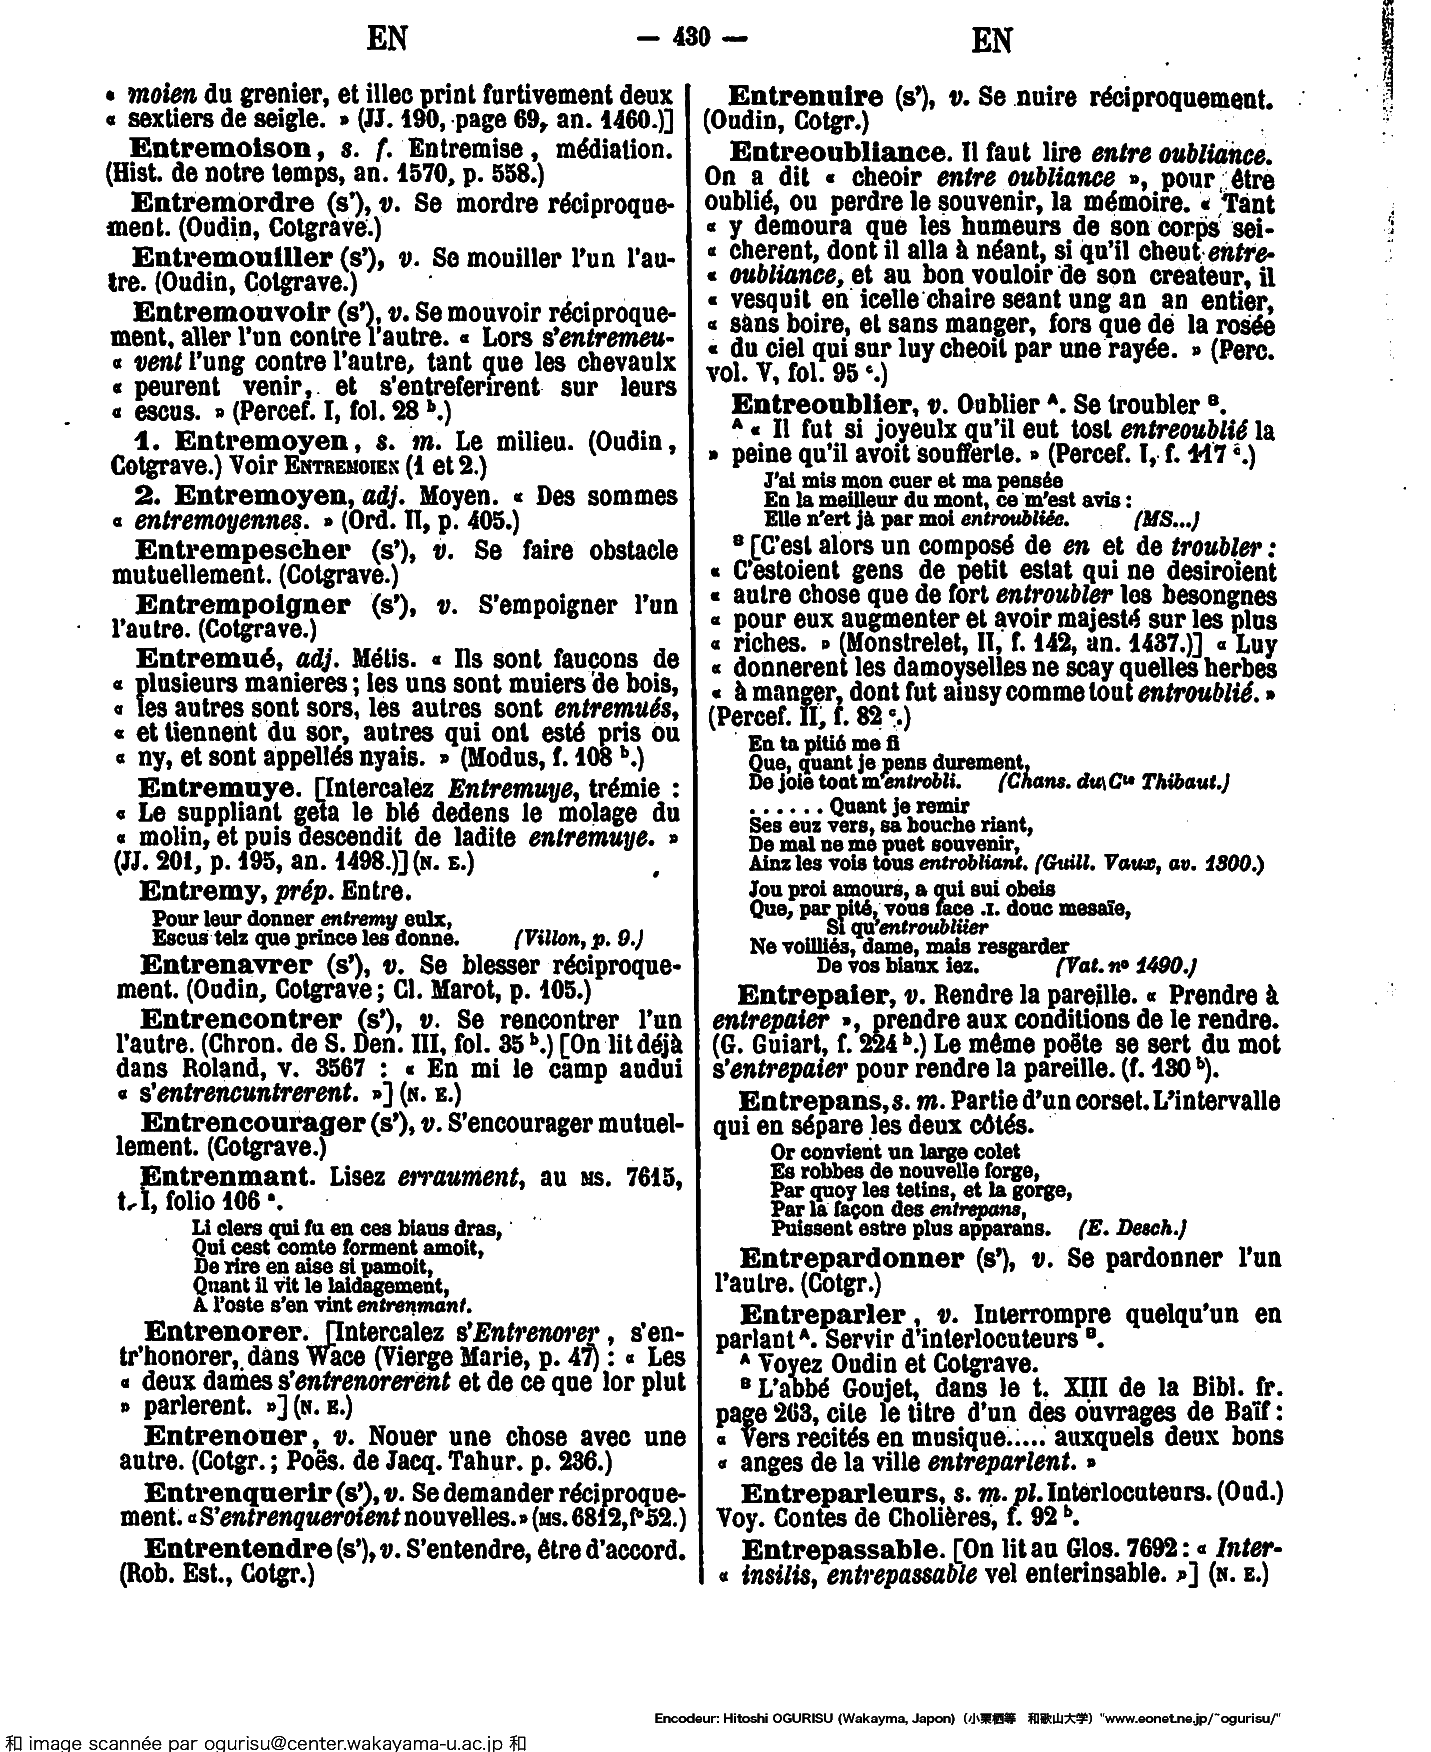 EN — 430 — EN
« moien du grenier, et illec print furtivement deux
« sextiers de seigle. » (JJ. 190, page 69, an. 1460.)]
Entremoison, s. f. Entremise, médiation.
(Hist. de notre temps, an. 1570, p. 558.)
Entremordre (s'), v. Se mordre réciproque-
ment. (Oudin, Cotgrave.)
Entremouiller (s'), v. Se mouiller l'un l'au-
tre. (Oudin, Cotgrave.)
Entremouvoir (s'), v. Se mouvoir réciproque-
ment, aller l'un contre l'autre. « Lors s'entremeu-
« vent l'ung contre l'autre, tant que les chevaulx
« peurent venir, et s'entreferirent sur leurs
« escus. » (Percef. I, fol. 28 b.)
1. Entremoyen, s. m. Le milieu. (Oudin,
Cotgrave.) Voir ENTREMOIEN (1 et 2.)
2. Entremoyen, adj. Moyen. « Des sommes
« entremoyennes. » (Ord. II, p. 405.)
Entrempescher (s'), v. Se faire obstacle
mutuellement. (Cotgrave.)
Entrempoigner (s'), v. S'empoigner l'un
l'autre. (Cotgrave.)
Entremué, adj. Métis. « Ils sont faucons de
« plusieurs manieres ; les uns sont muiers de bois,
« les autres sont sors, les autres sont entremués,
« et tiennent du sor, autres qui ont esté pris ou
« ny, et sont appellés nyais. » (Modus, f. 108 b.)
Entremuye. [Intercalez Entremuye, trémie :
« Le suppliant geta le blé dedens le molage du
« molin, et puis descendit de ladite entremuye. »
(JJ. 201, p. 195, an. 1498.)] (N. E.)
Entremy, prép. Entre.
Pour leur donner entremy eulx,
Escus telz que prince les donne. (Villon, p. 9.)
Entrenavrer (s'), v. Se blesser réciproque-
ment. (Oudin, Cotgrave ; Cl. Marot, p. 105.)
Entrencontrer (s'), v. Se rencontrer l'un
l'autre. (Chron. de S. Den. III, fol. 35 b.) [On lit déjà
dans Roland, v. 3567 : « En mi le camp audui
« s'entrencuntrerent. »] (N. E.)
Entrencourager (s'), v. S'encourager mutuel-
lement. (Cotgrave.)
Entrenmant. Lisez erraument, au MS. 7615,
t. I, folio 106 a.
Li clers qui fu en ces biaus dras,
Qui cest comte forment amoit,
De rire en aise si pamoit,
Quant il vit le laidagement,
A l'oste s'en vint entrenmant.
Entrenorer. [Intercalez s'Entrenorer, s'en-
tr'honorer, dans Wace (Vierge Marie, p. 47) : « Les
« deux dames s'entrenorerent et de ce que lor plut
» parlerent. »] (N. E.)
Entrenouer, v. Nouer une chose avec une
autre. (Cotgr. ; Poës. de Jacq. Tahur. p. 236.)
Entrenquerir (s'), v. Se demander réciproque-
ment. « S'entrenqueroient nouvelles. » (MS. 6812, f° 52.)
Entrentendre (s'), v. S'entendre, être d'accord.
(Rob. Est., Cotgr.)
Entrenuire (s'), v. Se nuire réciproquement.
(Oudin, Cotgr.)
Entreoubliance. Il faut lire entre oubliance.
On a dit « cheoir entre oubliance », pour être
oublié, ou perdre le souvenir, la mémoire. « Tant
« y demoura que les humeurs de son corps sei-
« cherent, dont il alla à néant, si qu'il cheut entre-
« oubliance, et au bon vouloir de son createur, il
« vesquit en icelle chaire seant ung an an entier,
« sans boire, et sans manger, fors que de la rosée
« du ciel qui sur luy cheoit par une rayée. » (Perc.
vol. V, fol. 95 c.)
Entreoublier, v. Oublier A. Se troubler B.
A « Il fut si joyeulx qu'il eut tost entreoublié la
» peine qu'il avoit soufferte. » (Percef. I, f. 117 c.)
J'ai mis mon cuer et ma pensée
En la meilleur du mont, ce m'est avis :
Elle n'ert jà par moi entroubliée. (MS...)
B [C'est alors un composé de en et de troubler :
« C'estoient gens de petit estat qui ne desiroient
« autre chose que de fort entroubler les besongnes
« pour eux augmenter et avoir majesté sur les plus
« riches. » (Monstrelet, II, f. 142, an. 1437.)] « Luy
« donnerent les damoyselles ne scay quelles herbes
« à manger, dont fut ainsy comme tout entroublié. »
(Percef. II, f. 82 c.)
En ta pitié me fi
Que, quant je pens durement,
De joie tout m'entrobli. (Chans. du Cte Thibaut.)
. . . . . . Quant je remir
Ses euz vers, sa bouche riant,
De mal ne me puet souvenir,
Ainz les vois tous entrobliant. (Guill. Vaux, av. 1300.)
Jou proi amours, a qui sui obeis
Que, par pité, vous face .I. douc mesaïe,
Si qu'entroubliier
Ne voilliés, dame, mais resgarder
De vos biaux iez. (Vat. n° 1490.)
Entrepaier, v. Rendre la pareille. « Prendre à
entrepaier », prendre aux conditions de le rendre.
(G. Guiart, f. 224 b.) Le même poëte se sert du mot
s'entrepaier pour rendre la pareille. (f. 130 b).
Entrepans, s. m. Partie d'un corset. L'intervalle
qui en sépare les deux côtés.
Or convient un large colet
Es robbes de nouvelle forge,
Par quoy les tetins, et la gorge,
Par la façon des entrepans,
Puissent estre plus apparans. (E. Desch.)
Entrepardonner (s'), v. Se pardonner l'un
l'autre. (Cotgr.)
Entreparler, v. Interrompre quelqu'un en
parlant A. Servir d'interlocuteurs B.
A Voyez Oudin et Cotgrave.
B L'abbé Goujet, dans le t. XIII de la Bibl. fr.
page 263, cite le titre d'un des ouvrages de Baïf :
« Vers recités en musique..... auxquels deux bons
« anges de la ville entreparlent. »
Entreparleurs, s. m. pl. Interlocuteurs. (Oud.)
Voy. Contes de Cholières, f. 92 b.
Entrepassable. [On lit au Glos. 7692 : « Inter-
« insilis, entrepassable vel enterinsable. »] (N. E.)
Encodeur: Hitoshi OGURISU (Wakayma, Japon) (小栗栖等 和歌山大学) "www.eonet.ne.jp/~ogurisu/"
和 image scannée par ogurisu@center.wakayama-u.ac.jp 和